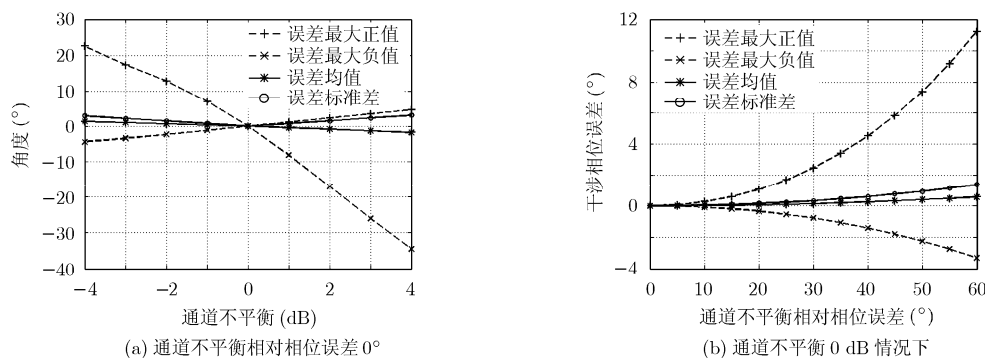 30
20
10
0
−10
−20
−30
−40
角度 (°)
误差最大正值
误差最大负值
误差均值
误差标准差
−4
−2
0
2
4
通道不平衡 (dB)
(a) 通道不平衡相对相位误差 0°
12
8
4
0
−4
干涉相位误差 (°)
误差最大正值
误差最大负值
误差均值
误差标准差
0
10
20
30
40
50
60
通道不平衡相对相位误差 (°)
(b) 通道不平衡 0 dB 情况下